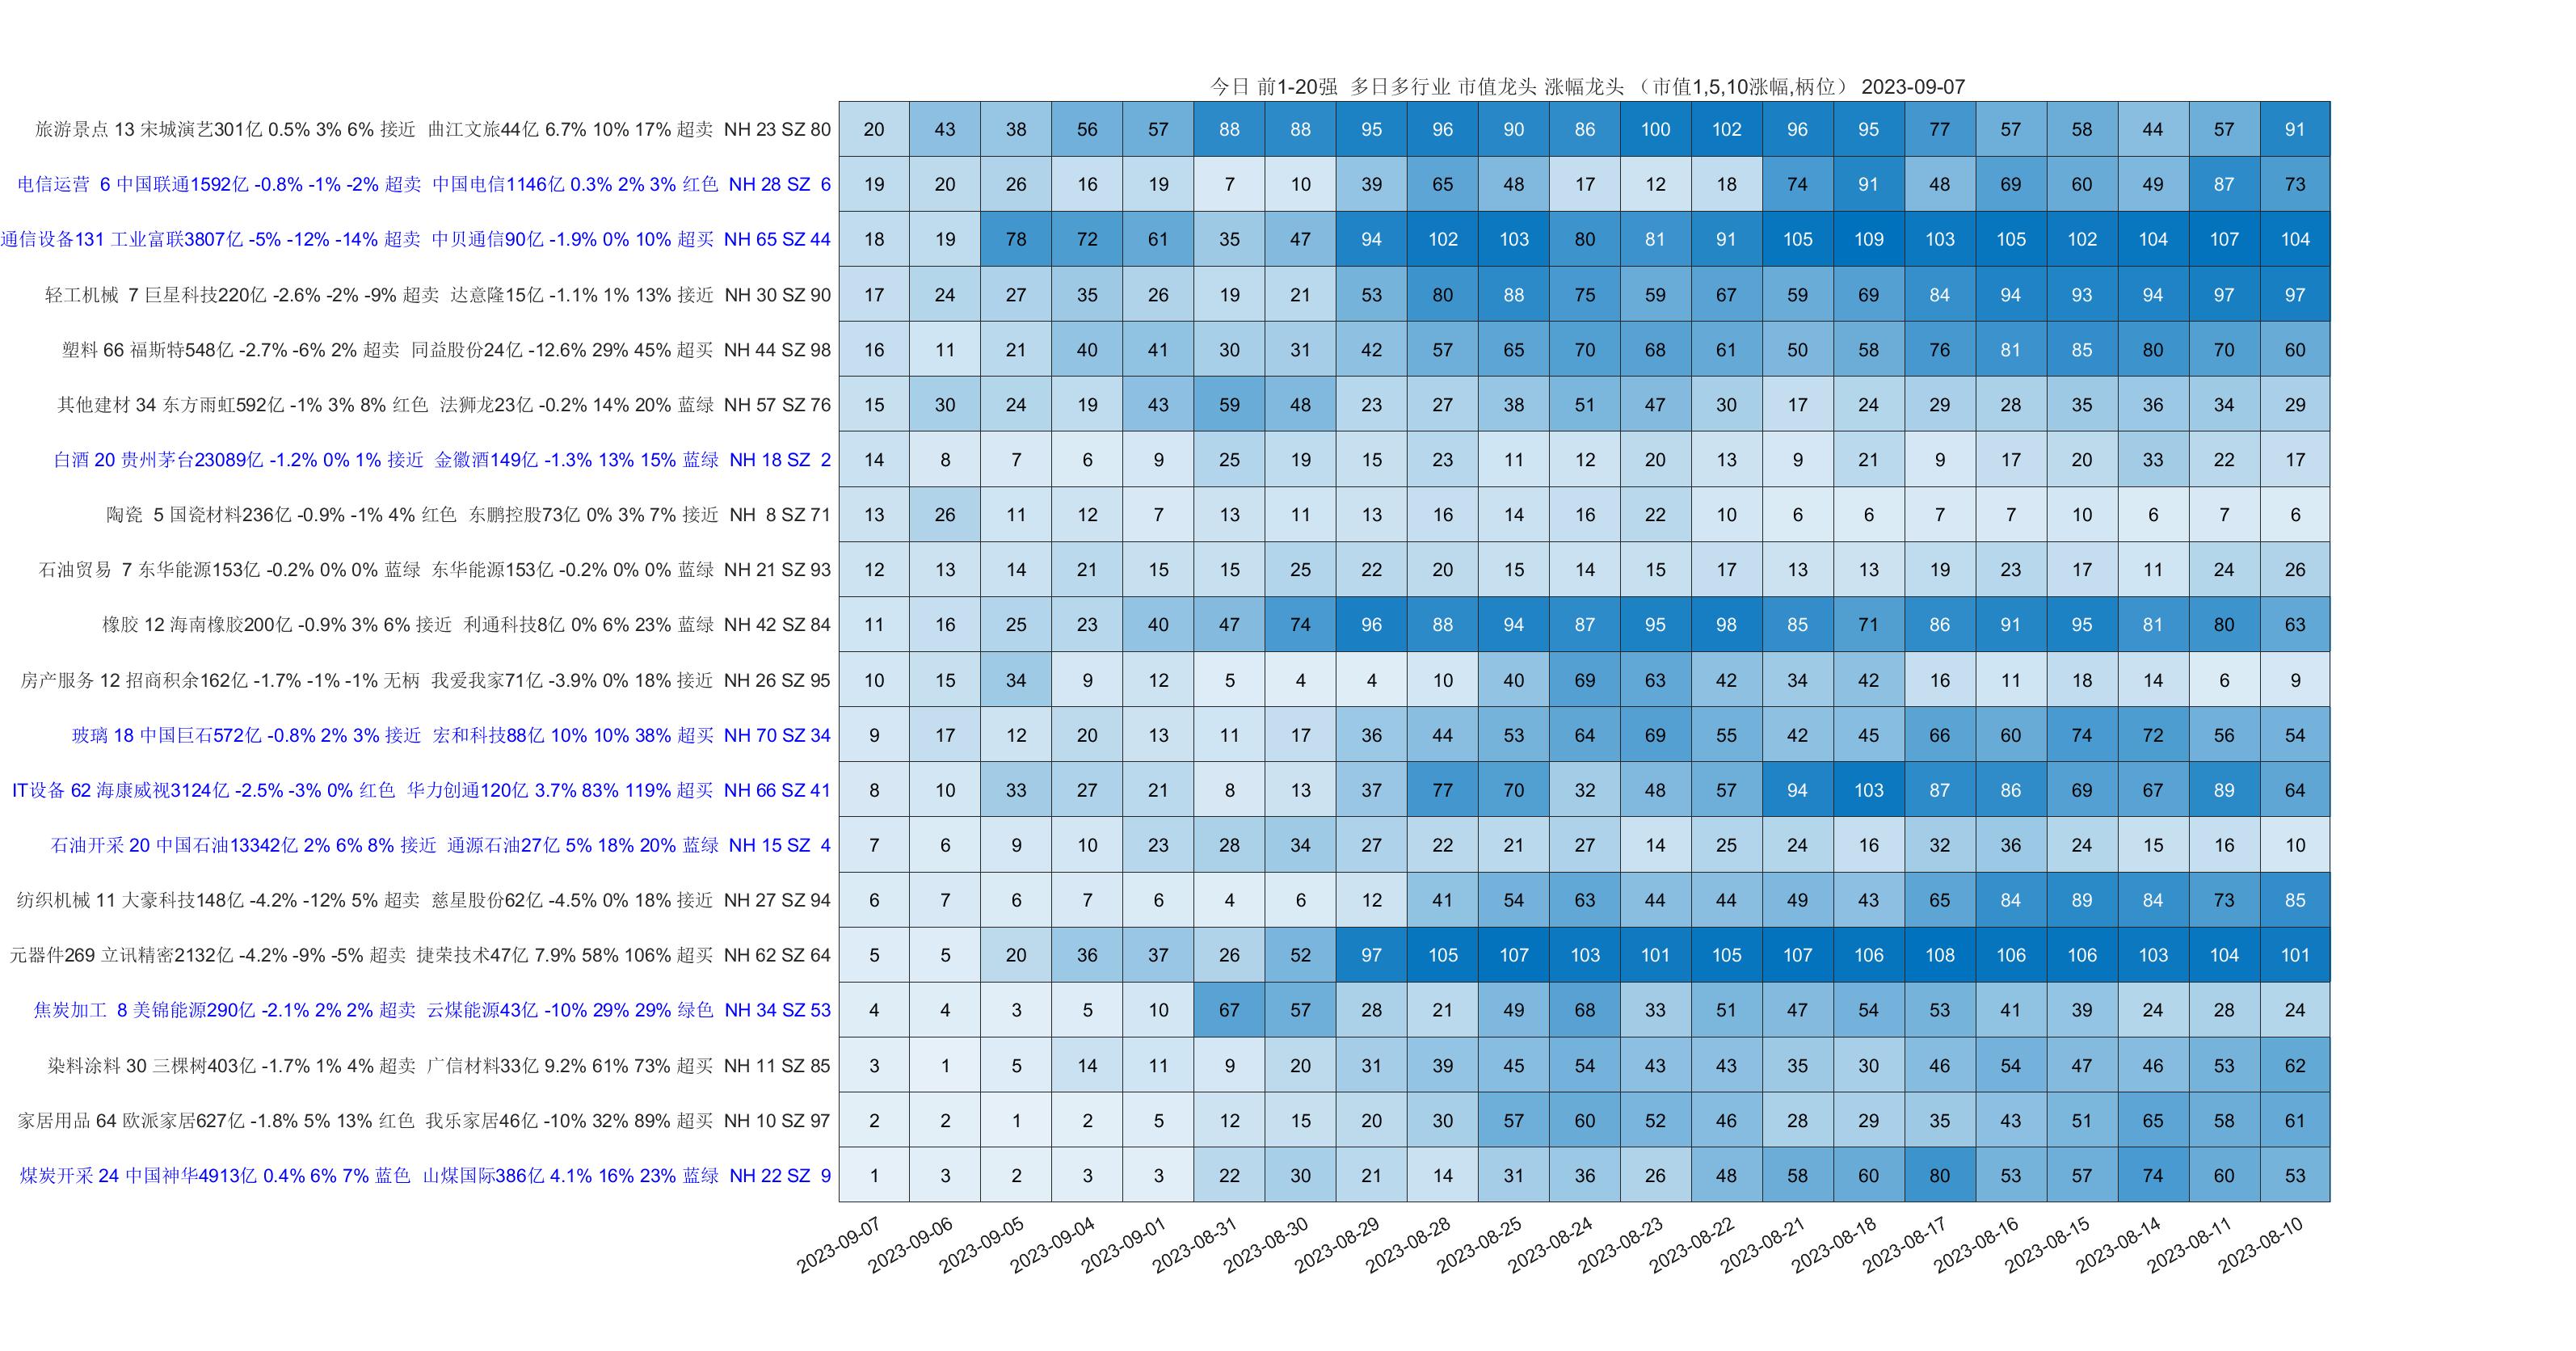 今日 前1-20强 多日多行业 市值龙头 涨幅龙头 （市值1,5,10涨幅,柄位） 2023-09-07
旅游景点 13 宋城演艺301亿 0.5% 3% 6% 接近 曲江文旅44亿 6.7% 10% 17% 超卖 NH 23 SZ 80 20 43 38 56 57 88 88 95 96 90 86 100 102 96 95 77 57 58 44 57 91
电信运营 6 中国联通1592亿 -0.8% -1% -2% 超卖 中国电信1146亿 0.3% 2% 3% 红色 NH 28 SZ 6 19 20 26 16 19 7 10 39 65 48 17 12 18 74 91 48 69 60 49 87 73
通信设备131 工业富联3807亿 -5% -12% -14% 超卖 中贝通信90亿 -1.9% 0% 10% 超买 NH 65 SZ 44 18 19 78 72 61 35 47 94 102 103 80 81 91 105 109 103 105 102 104 107 104
轻工机械 7 巨星科技220亿 -2.6% -2% -9% 超卖 达意隆15亿 -1.1% 1% 13% 接近 NH 30 SZ 90 17 24 27 35 26 19 21 53 80 88 75 59 67 59 69 84 94 93 94 97 97
塑料 66 福斯特548亿 -2.7% -6% 2% 超卖 同益股份24亿 -12.6% 29% 45% 超买 NH 44 SZ 98 16 11 21 40 41 30 31 42 57 65 70 68 61 50 58 76 81 85 80 70 60
其他建材 34 东方雨虹592亿 -1% 3% 8% 红色 法狮龙23亿 -0.2% 14% 20% 蓝绿 NH 57 SZ 76 15 30 24 19 43 59 48 23 27 38 51 47 30 17 24 29 28 35 36 34 29
白酒 20 贵州茅台23089亿 -1.2% 0% 1% 接近 金徽酒149亿 -1.3% 13% 15% 蓝绿 NH 18 SZ 2 14 8 7 6 9 25 19 15 23 11 12 20 13 9 21 9 17 20 33 22 17
陶瓷 5 国瓷材料236亿 -0.9% -1% 4% 红色 东鹏控股73亿 0% 3% 7% 接近 NH 8 SZ 71 13 26 11 12 7 13 11 13 16 14 16 22 10 6 6 7 7 10 6 7 6
石油贸易 7 东华能源153亿 -0.2% 0% 0% 蓝绿 东华能源153亿 -0.2% 0% 0% 蓝绿 NH 21 SZ 93 12 13 14 21 15 15 25 22 20 15 14 15 17 13 13 19 23 17 11 24 26
橡胶 12 海南橡胶200亿 -0.9% 3% 6% 接近 利通科技8亿 0% 6% 23% 蓝绿 NH 42 SZ 84 11 16 25 23 40 47 74 96 88 94 87 95 98 85 71 86 91 95 81 80 63
房产服务 12 招商积余162亿 -1.7% -1% -1% 无柄 我爱我家71亿 -3.9% 0% 18% 接近 NH 26 SZ 95 10 15 34 9 12 5 4 4 10 40 69 63 42 34 42 16 11 18 14 6 9
玻璃 18 中国巨石572亿 -0.8% 2% 3% 接近 宏和科技88亿 10% 10% 38% 超买 NH 70 SZ 34 9 17 12 20 13 11 17 36 44 53 64 69 55 42 45 66 60 74 72 56 54
IT设备 62 海康威视3124亿 -2.5% -3% 0% 红色 华力创通120亿 3.7% 83% 119% 超买 NH 66 SZ 41 8 10 33 27 21 8 13 37 77 70 32 48 57 94 103 87 86 69 67 89 64
石油开采 20 中国石油13342亿 2% 6% 8% 接近 通源石油27亿 5% 18% 20% 蓝绿 NH 15 SZ 4 7 6 9 10 23 28 34 27 22 21 27 14 25 24 16 32 36 24 15 16 10
纺织机械 11 大豪科技148亿 -4.2% -12% 5% 超卖 慈星股份62亿 -4.5% 0% 18% 接近 NH 27 SZ 94 6 7 6 7 6 4 6 12 41 54 63 44 44 49 43 65 84 89 84 73 85
元器件269 立讯精密2132亿 -4.2% -9% -5% 超卖 捷荣技术47亿 7.9% 58% 106% 超买 NH 62 SZ 64 5 5 20 36 37 26 52 97 105 107 103 101 105 107 106 108 106 106 103 104 101
焦炭加工 8 美锦能源290亿 -2.1% 2% 2% 超卖 云煤能源43亿 -10% 29% 29% 绿色 NH 34 SZ 53 4 4 3 5 10 67 57 28 21 49 68 33 51 47 54 53 41 39 24 28 24
染料涂料 30 三棵树403亿 -1.7% 1% 4% 超卖 广信材料33亿 9.2% 61% 73% 超买 NH 11 SZ 85 3 1 5 14 11 9 20 31 39 45 54 43 43 35 30 46 54 47 46 53 62
家居用品 64 欧派家居627亿 -1.8% 5% 13% 红色 我乐家居46亿 -10% 32% 89% 超买 NH 10 SZ 97 2 2 1 2 5 12 15 20 30 57 60 52 46 28 29 35 43 51 65 58 61
煤炭开采 24 中国神华4913亿 0.4% 6% 7% 蓝色 山煤国际386亿 4.1% 16% 23% 蓝绿 NH 22 SZ 9 1 3 2 3 3 22 30 21 14 31 36 26 48 58 60 80 53 57 74 60 53
2023-09-07 2023-09-06 2023-09-05 2023-09-04 2023-09-01 2023-08-31 2023-08-30 2023-08-29 2023-08-28 2023-08-25 2023-08-24 2023-08-23 2023-08-22 2023-08-21 2023-08-18 2023-08-17 2023-08-16 2023-08-15 2023-08-14 2023-08-11 2023-08-10